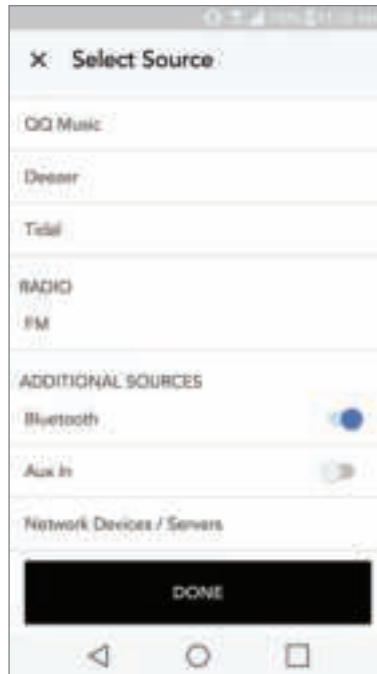 × Select Source
QQ Music
Deezer
Tidal
RADIO
FM
ADDITIONAL SOURCES
Bluetooth
Aux In
Network Devices / Servers
DONE